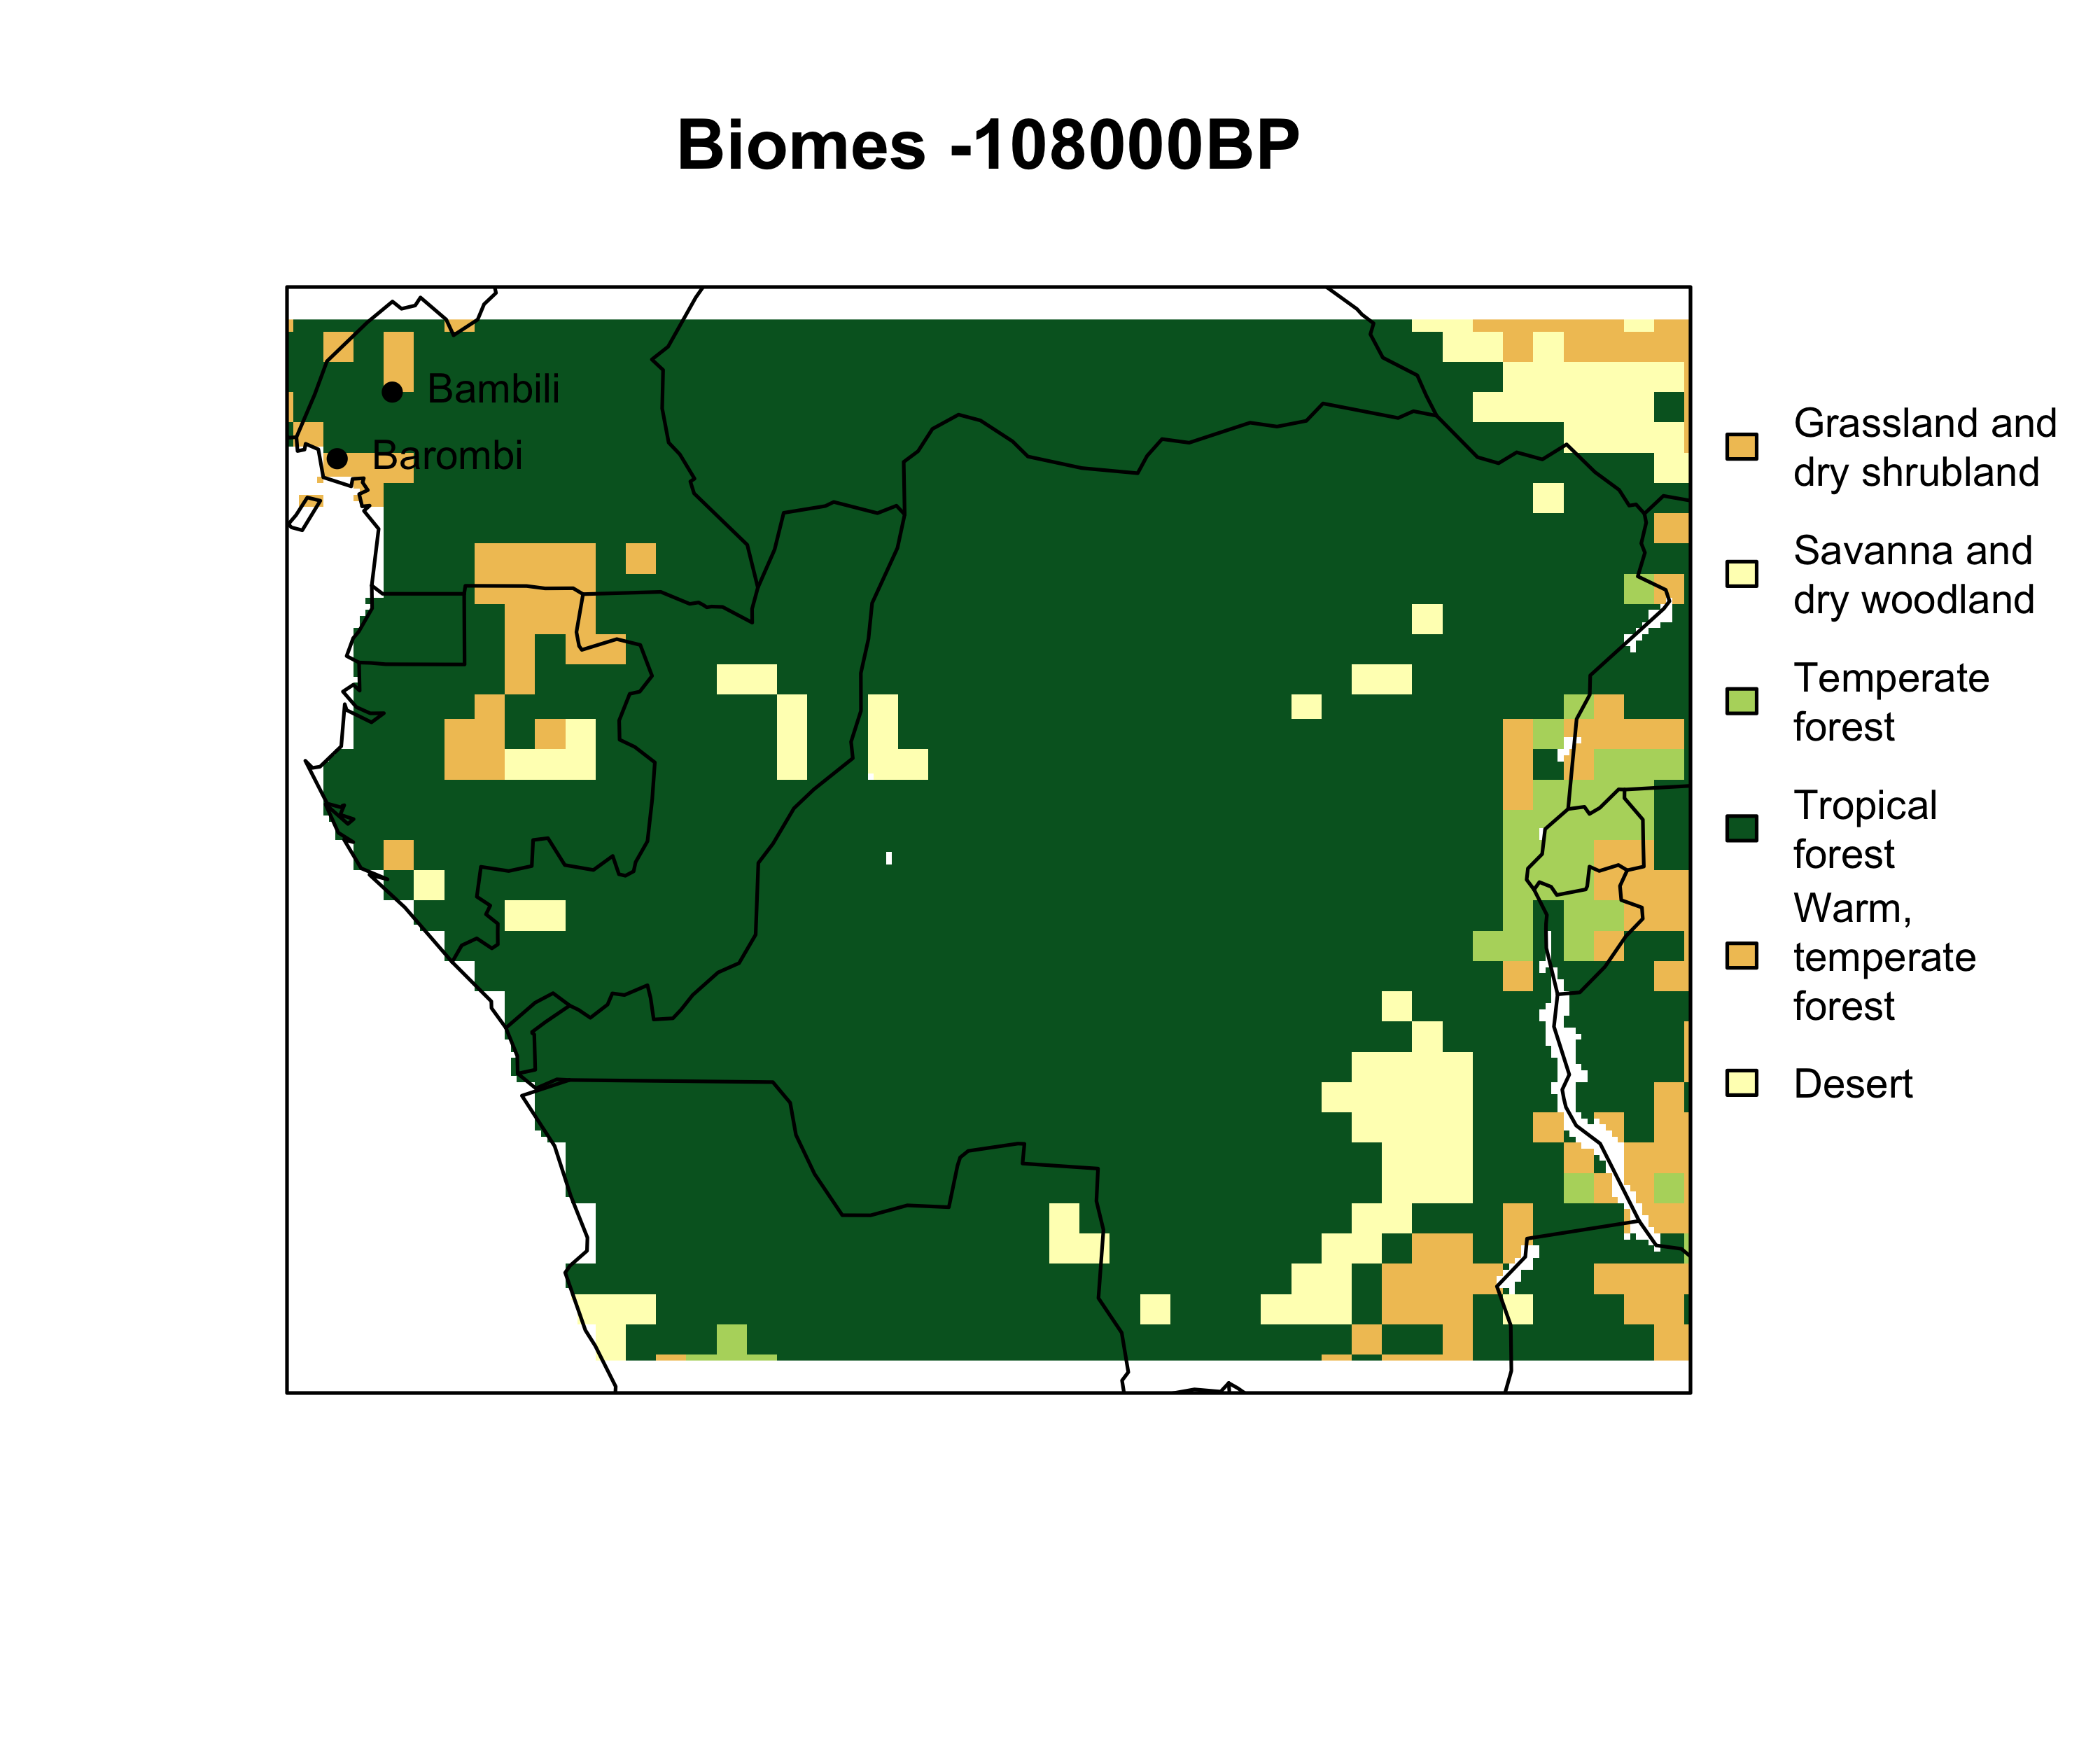 Biomes -108000BP
Bambili
Barombi
Grassland and
dry shrubland
Savanna and
dry woodland
Temperate
forest
Tropical
forest
Warm,
temperate
forest
Desert